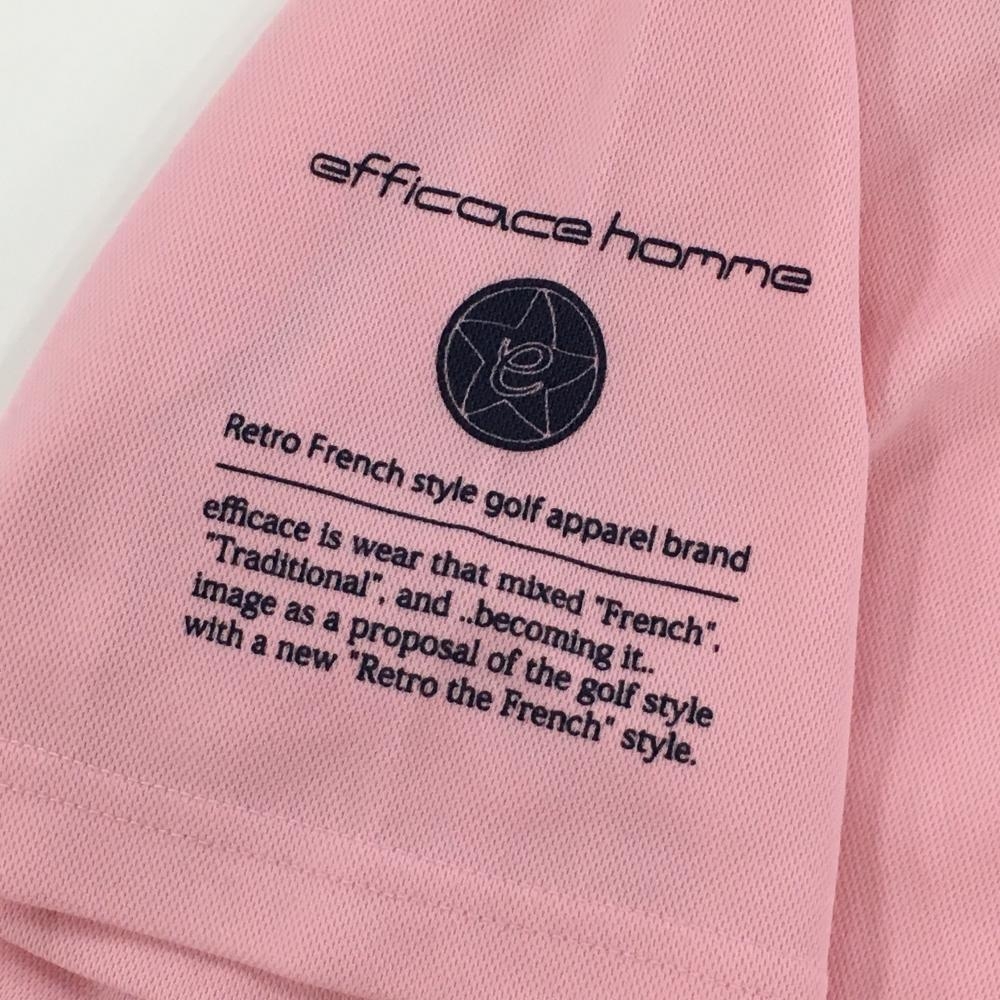 efficace homme
e
Retro French style golf apparel brand
efficace is wear that mixed "French",
"Traditional", and ..becoming it..
image as a proposal of the golf style
with a new "Retro the French" style.